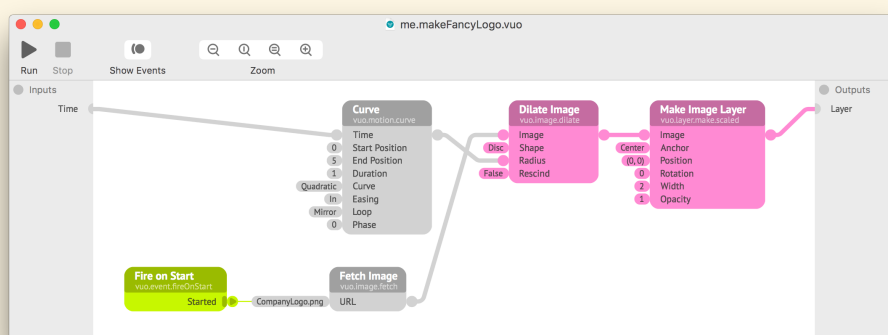 me.makeFancyLogo.vuo
Run
Stop
Show Events
Zoom
Inputs
Outputs
Time
Layer
Curve
vuo.motion.curve
Time
0 Start Position
5 End Position
1 Duration
Quadratic Curve
In Easing
Mirror Loop
0 Phase
Dilate Image
vuo.image.dilate
Image
Disc Shape
Radius
False Rescind
Make Image Layer
vuo.layer.make.scaled
Image
Center Anchor
(0, 0) Position
0 Rotation
2 Width
1 Opacity
Fire on Start
vuo.event.fireOnStart
Started
Fetch Image
vuo.image.fetch
CompanyLogo.png URL